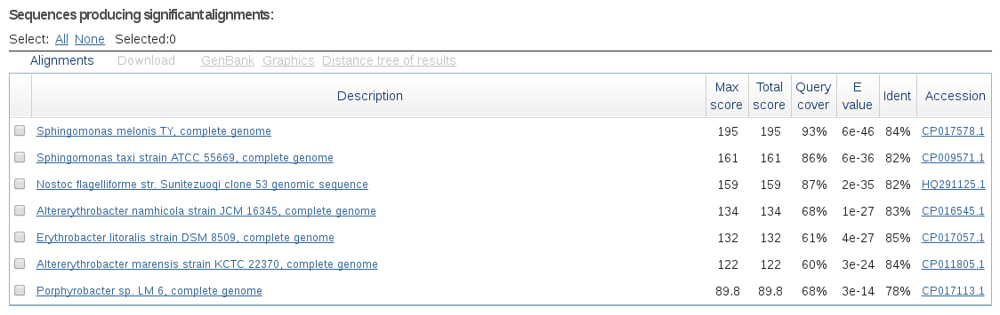 Sequences producing significant alignments:
Select: All None Selected:0
Alignments Download GenBank Graphics Distance tree of results
Description Max score Total score Query cover E value Ident Accession
Sphingomonas melonis TY, complete genome 195 195 93% 6e-46 84% CP017578.1
Sphingomonas taxi strain ATCC 55669, complete genome 161 161 86% 6e-36 82% CP009571.1
Nostoc flagelliforme str. Sunitezuoqi clone 53 genomic sequence 159 159 87% 2e-35 82% HQ291125.1
Altererythrobacter namhicola strain JCM 16345, complete genome 134 134 68% 1e-27 83% CP016545.1
Erythrobacter litoralis strain DSM 8509, complete genome 132 132 61% 4e-27 85% CP017057.1
Altererythrobacter marensis strain KCTC 22370, complete genome 122 122 60% 3e-24 84% CP011805.1
Porphyrobacter sp. LM 6, complete genome 89.8 89.8 68% 3e-14 78% CP017113.1